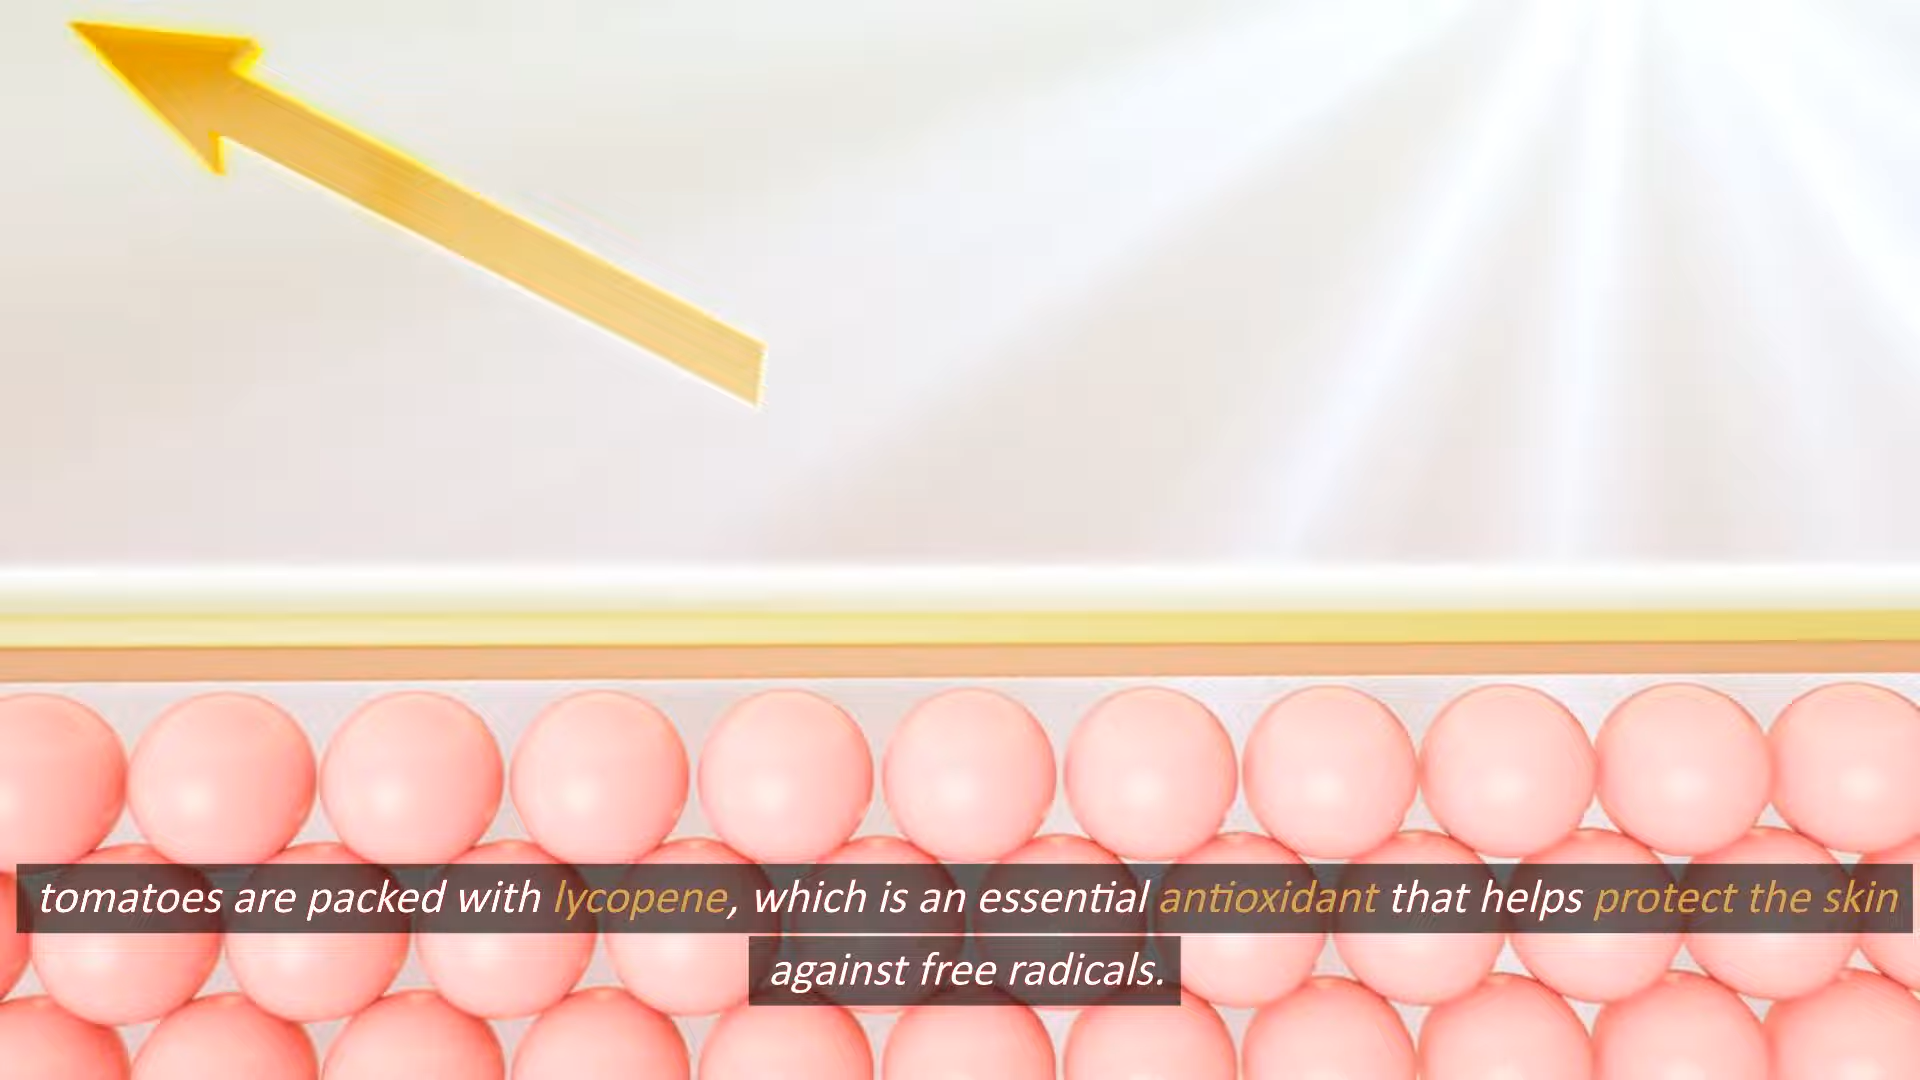 tomatoes are packed with lycopene, which is an essential antioxidant that helps protect the skin
against free radicals.